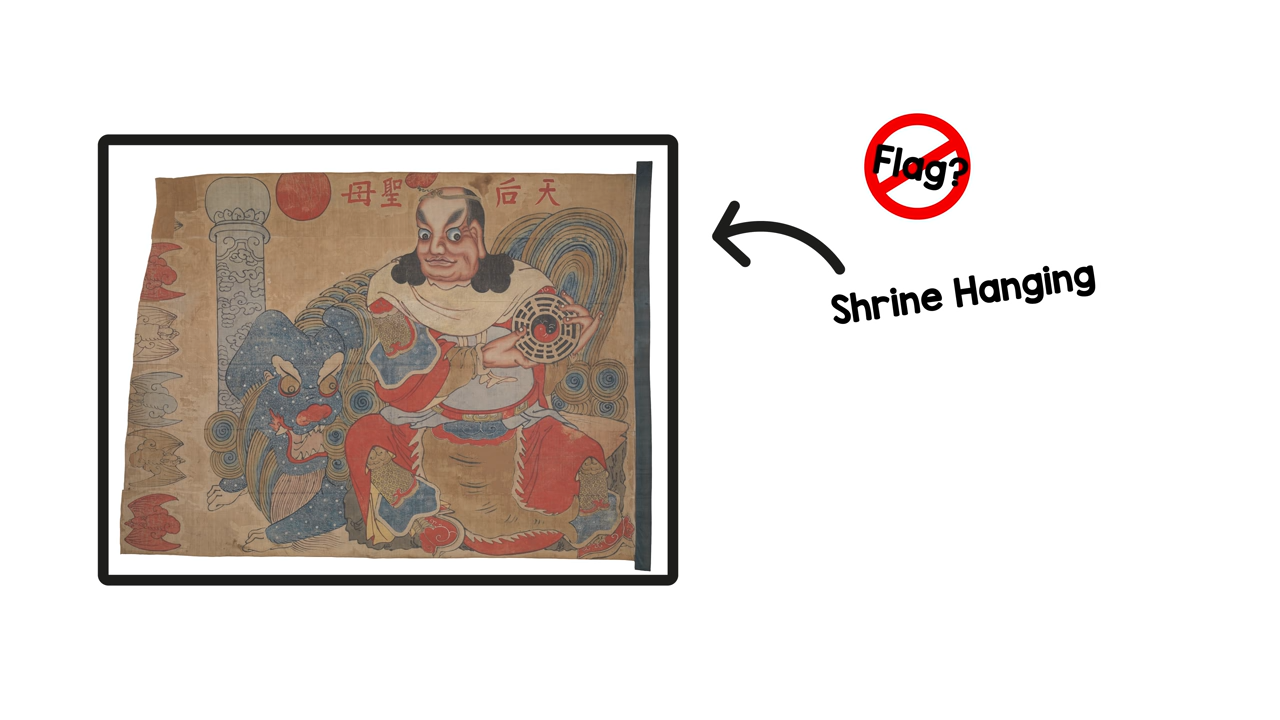 天后聖母
Flag?
Shrine Hanging